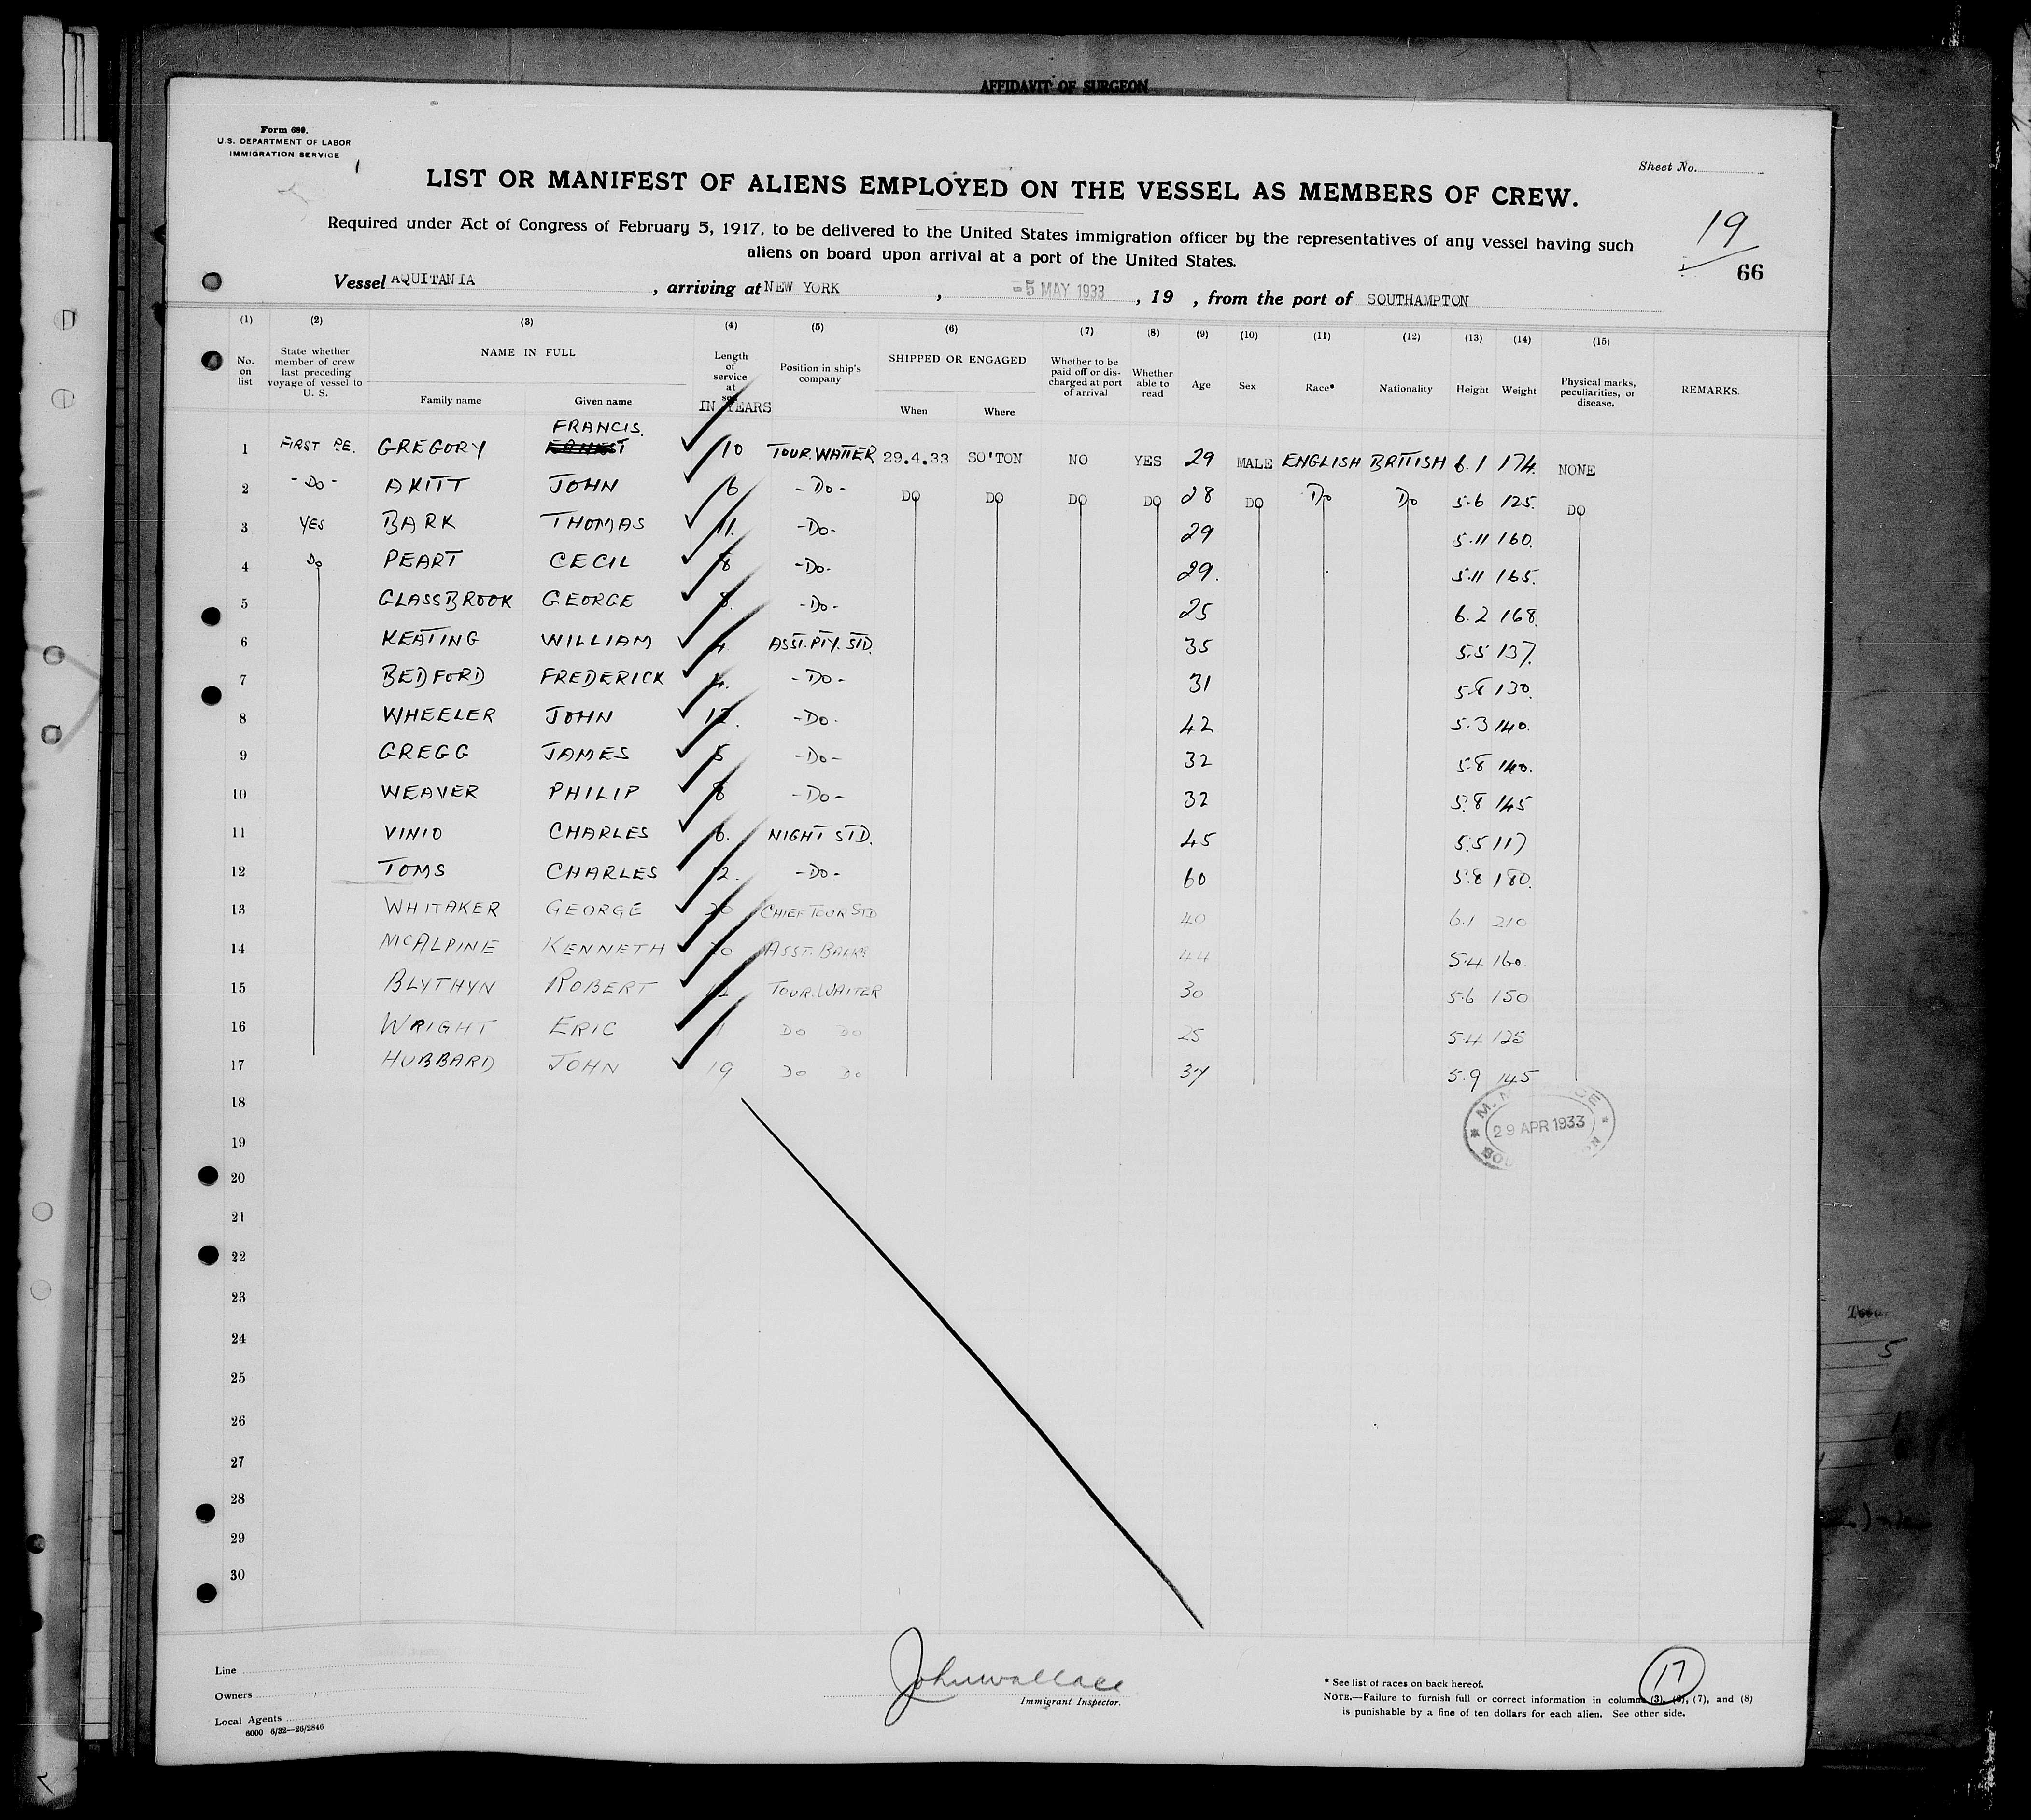 AFFIDAVIT OF SURGEON
Form 680.
U.S. DEPARTMENT OF LABOR
IMMIGRATION SERVICE
Sheet No.
LIST OR MANIFEST OF ALIENS EMPLOYED ON THE VESSEL AS MEMBERS OF CREW.
19
66
Required under Act of Congress of February 5, 1917, to be delivered to the United States immigration officer by the representatives of any vessel having such
aliens on board upon arrival at a port of the United States.
Vessel AQUITANIA, arriving at NEW YORK, -5 MAY 1933, 19 , from the port of SOUTHAMPTON
(1) (2) (3) (4) (5) (6) (7) (8) (9) (10) (11) (12) (13) (14) (15)
No. on list
State whether member of crew last preceding voyage of vessel to U. S.
NAME IN FULL
Family name Given name
Length of service at sea
IN YEARS
Position in ship's company
SHIPPED OR ENGAGED
When Where
Whether to be paid off or discharged at port of arrival
Whether able to read
Age Sex Race* Nationality Height Weight
Physical marks, peculiarities, or disease.
REMARKS.
FRANCIS.
1 FIRST RE. GREGORY ERNEST 10 TOUR.WAITER 29.4.33 SO'TON NO YES 29 MALE ENGLISH BRITISH 6.1 174. NONE
2 -DO- AKITT JOHN 6 -DO- DO DO DO DO 28 DO DO DO 5.6 125. DO
3 YES BARK THOMAS 11. -DO- 29 5.11 160.
4 DO PEART CECIL 8 -DO- 29. 5.11 165.
5 GLASSBROOK GEORGE 8. -DO- 25 6.2 168.
6 KEATING WILLIAM 4. ASST.PTY.STD. 35 5.5 137.
7 BEDFORD FREDERICK 4. -DO- 31 5.8 130.
8 WHEELER JOHN 12. -DO- 42 5.3 140.
9 GREGG JAMES 5 -DO- 32 5.8 140.
10 WEAVER PHILIP 8 -DO- 32 5.8 145
11 VINIO CHARLES 6. NIGHT STD. 45 5.5 117
12 TOMS CHARLES 2. -DO- 60 5.8 180.
13 WHITAKER GEORGE 20 CHIEF TOUR STD 40 6.1 210
14 MCALPINE KENNETH 20 ASST. BAKER 44 5.4 160.
15 BLYTHYN ROBERT 12 TOUR.WAITER 30 5.6 150
16 WRIGHT ERIC 1 DO DO 25 5.4 125
17 HUBBARD JOHN 19 DO DO 37 5.9 145
18
29 APR 1933
19
20
21
22
23
24
25
26
27
28
29
30
Line
Owners
Local Agents
6000 6/32—26/2846
John Wallace
Immigrant Inspector.
17
* See list of races on back hereof.
NOTE.—Failure to furnish full or correct information in columns (3), (6), (7), and (8)
is punishable by a fine of ten dollars for each alien. See other side.
5